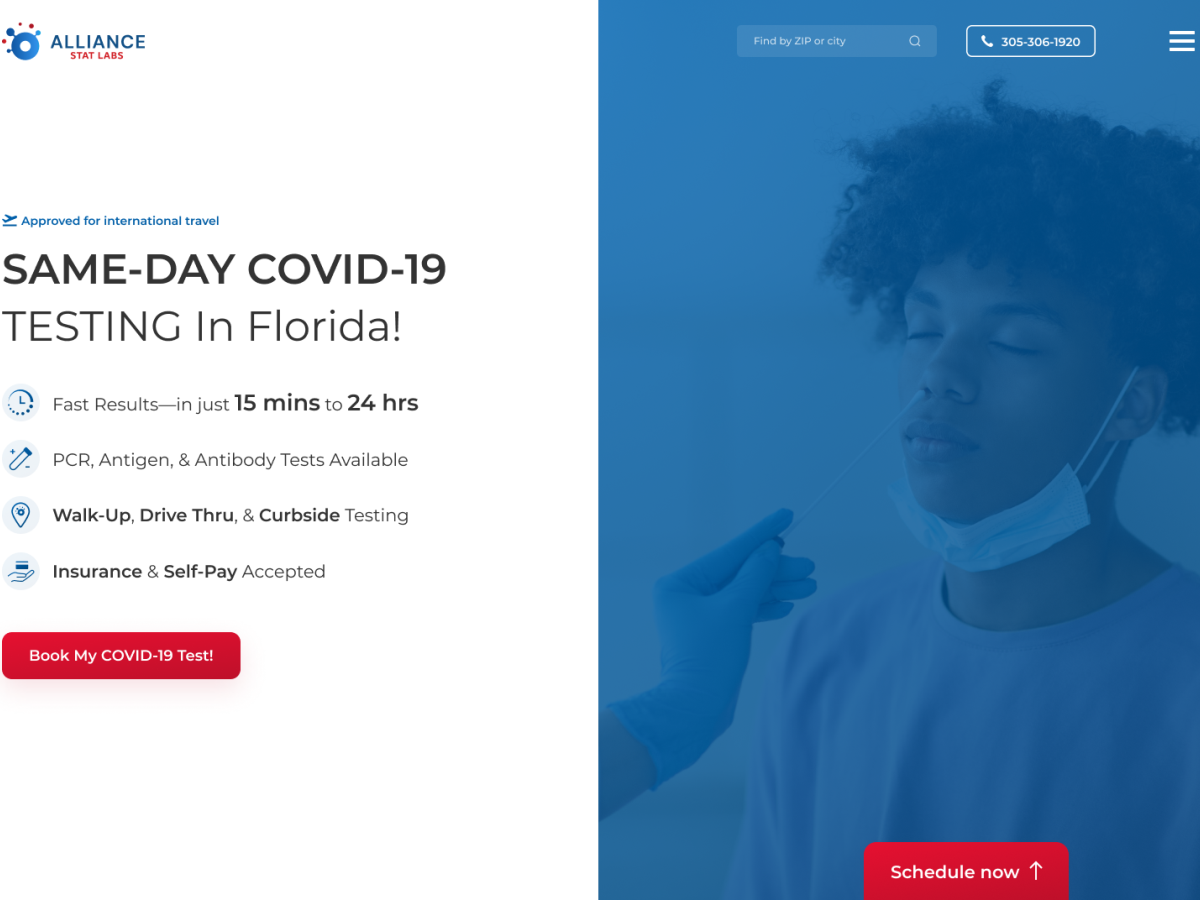 ALLIANCE
STAT LABS
Find by ZIP or city
305-306-1920
Approved for international travel
SAME-DAY COVID-19
TESTING In Florida!
Fast Results—in just 15 mins to 24 hrs
PCR, Antigen, & Antibody Tests Available
Walk-Up, Drive Thru, & Curbside Testing
Insurance & Self-Pay Accepted
Book My COVID-19 Test!
Schedule now